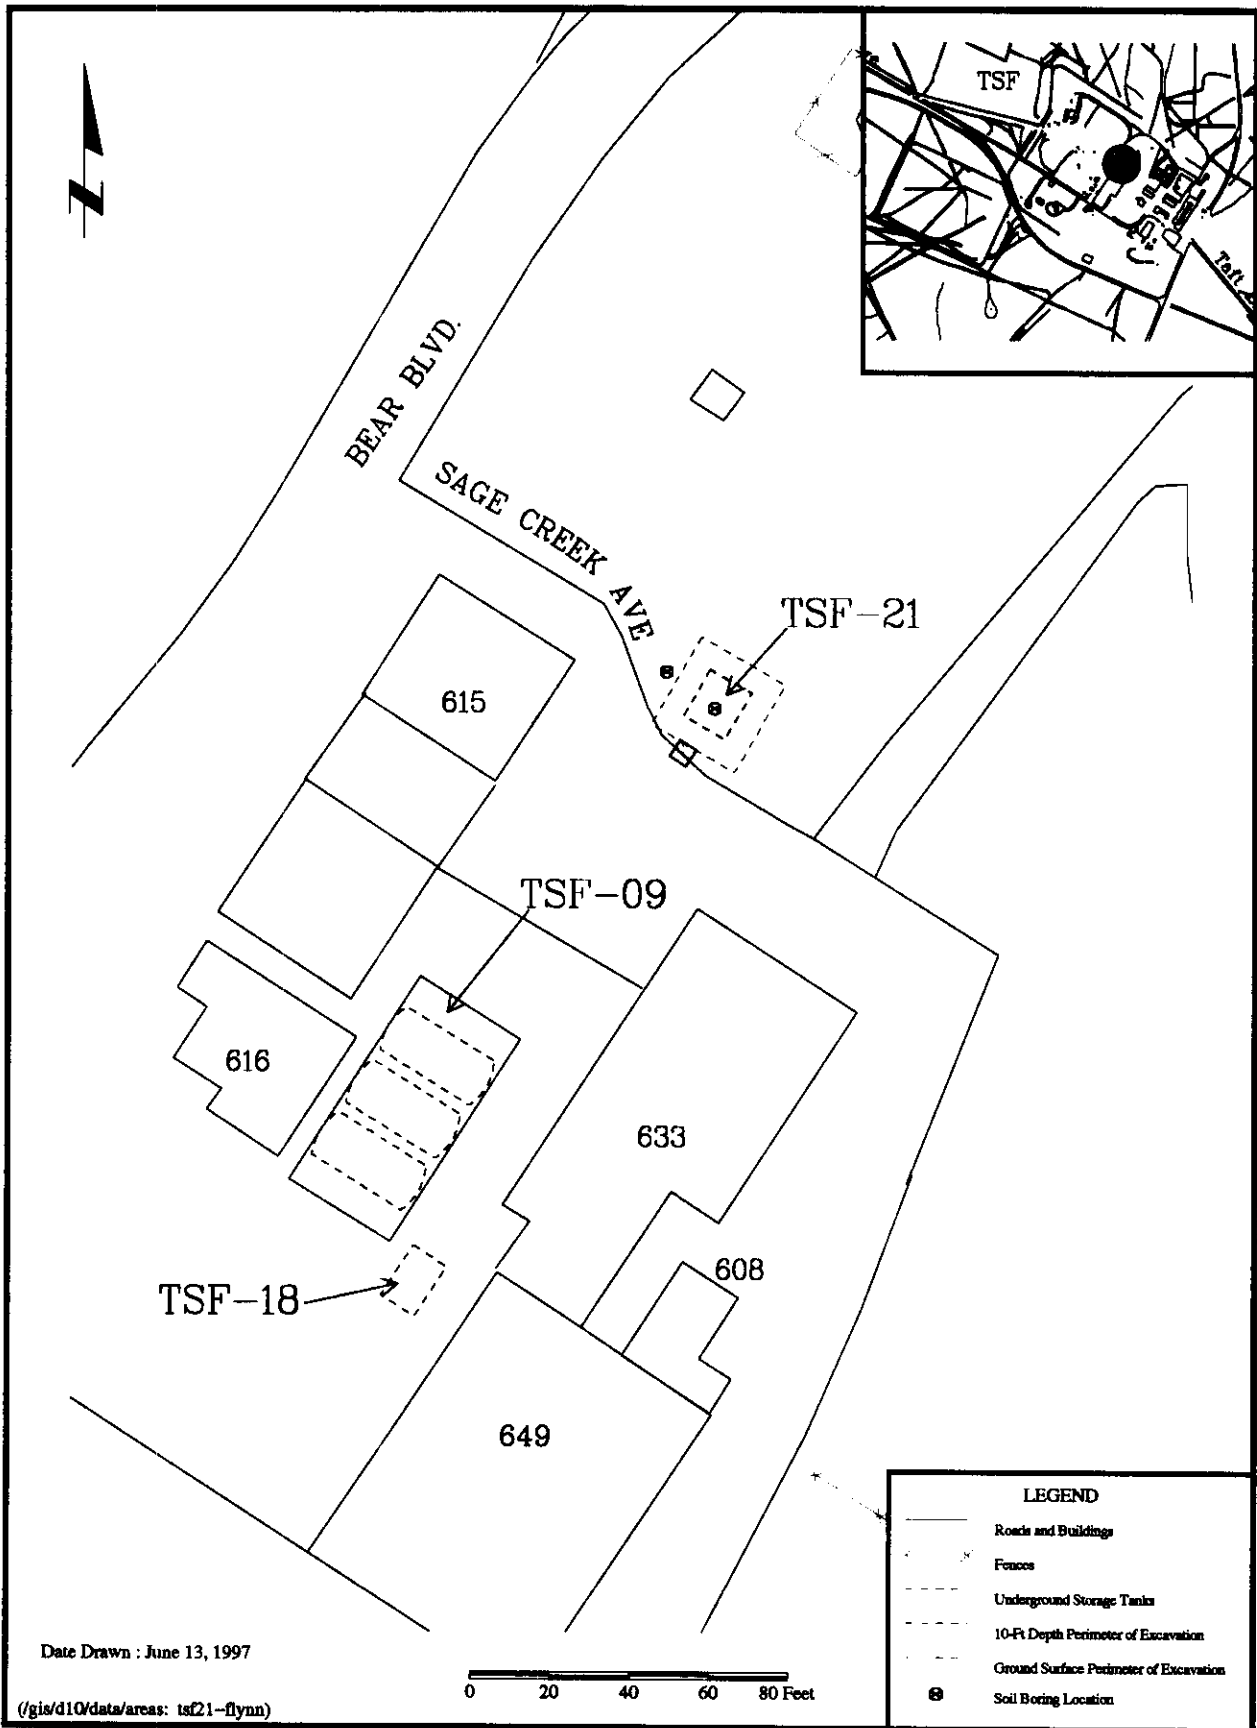 TSF
Taft
BEAR BLVD.
SAGE CREEK AVE
TSF-21
615
TSF-09
616
633
608
TSF-18
649
LEGEND
Roads and Buildings
Fences
Underground Storage Tanks
10-Ft Depth Perimeter of Excavation
Ground Surface Perimeter of Excavation
Soil Boring Location
Date Drawn : June 13, 1997
0 20 40 60 80 Feet
(/gis/d10/data/areas: tsf21-flynn)